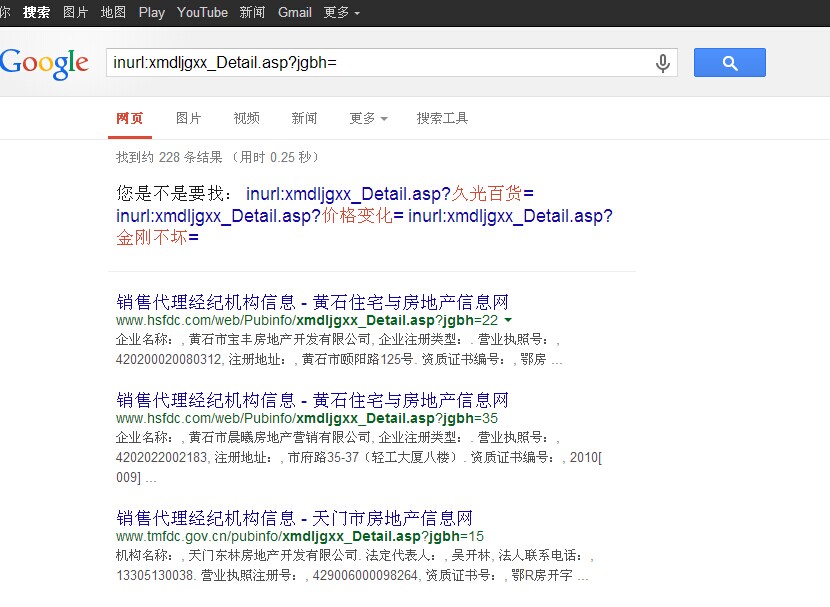 你 搜索 图片 地图 Play YouTube 新闻 Gmail 更多
Google inurl:xmdljgxx_Detail.asp?jgbh=
网页 图片 视频 新闻 更多 搜索工具
找到约 228 条结果 （用时 0.25 秒）
您是不是要找： inurl:xmdljgxx_Detail.asp?久光百货=
inurl:xmdljgxx_Detail.asp?价格变化= inurl:xmdljgxx_Detail.asp?
金刚不坏=
销售代理经纪机构信息 - 黄石住宅与房地产信息网
www.hsfdc.com/web/Pubinfo/xmdljgxx_Detail.asp?jgbh=22
企业名称：, 黄石市宝丰房地产开发有限公司, 企业注册类型：. 营业执照号：,
420200020080312, 注册地址：, 黄石市颐阳路125号. 资质证书编号：, 鄂房 ...
销售代理经纪机构信息 - 黄石住宅与房地产信息网
www.hsfdc.com/web/Pubinfo/xmdljgxx_Detail.asp?jgbh=35
企业名称：, 黄石市晨曦房地产营销有限公司, 企业注册类型：. 营业执照号：,
4202022002183, 注册地址：, 市府路35-37（轻工大厦八楼）. 资质证书编号：, 2010[
009] ...
销售代理经纪机构信息 - 天门市房地产信息网
www.tmfdc.gov.cn/pubinfo/xmdljgxx_Detail.asp?jgbh=15
机构名称：, 天门东林房地产开发有限公司. 法定代表人：, 吴开林, 法人联系电话：,
13305130038. 营业执照注册号：, 429006000098264, 资质证书号：, 鄂R房开字 ...